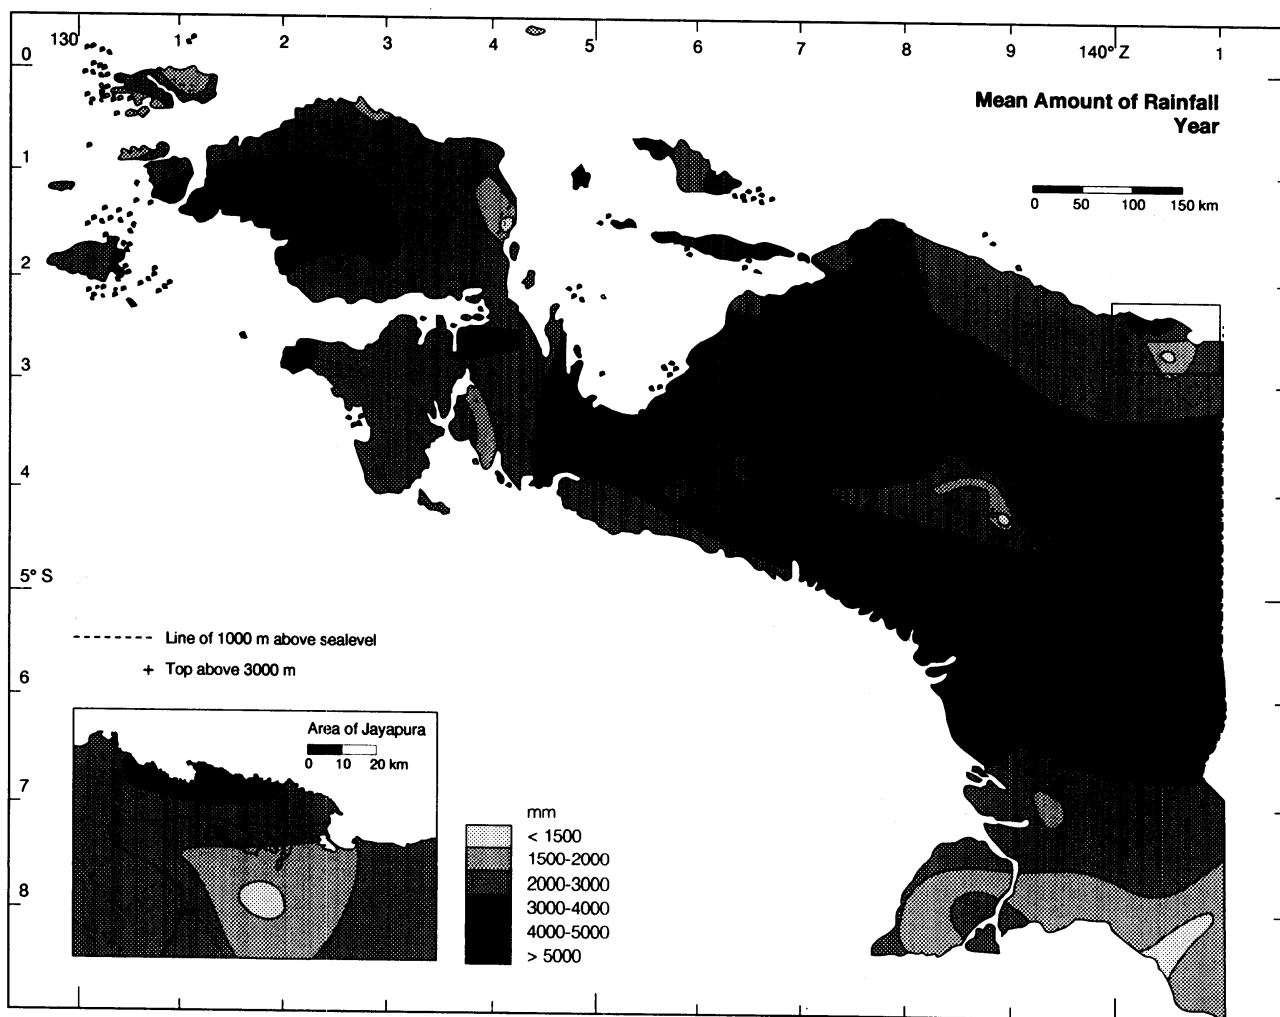 130 1 2 3 4 5 6 7 8 9 140° Z 1
0
Mean Amount of Rainfall
Year
1
0 50 100 150 km
2
3
4
5° S
Line of 1000 m above sealevel
+ Top above 3000 m
6
Area of Jayapura
0 10 20 km
7
mm
< 1500
1500-2000
2000-3000
3000-4000
4000-5000
> 5000
8